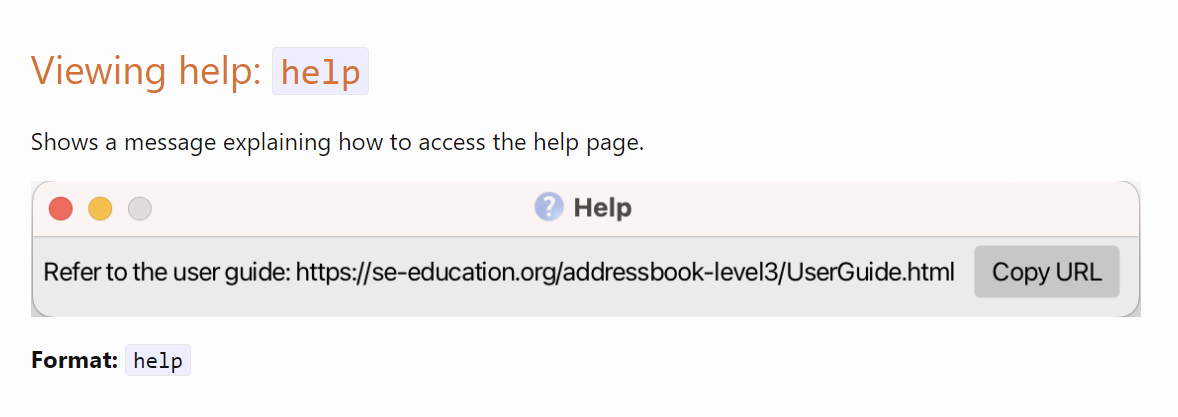 Viewing help: help
Shows a message explaining how to access the help page.
? Help
Refer to the user guide: https://se-education.org/addressbook-level3/UserGuide.html Copy URL
Format: help